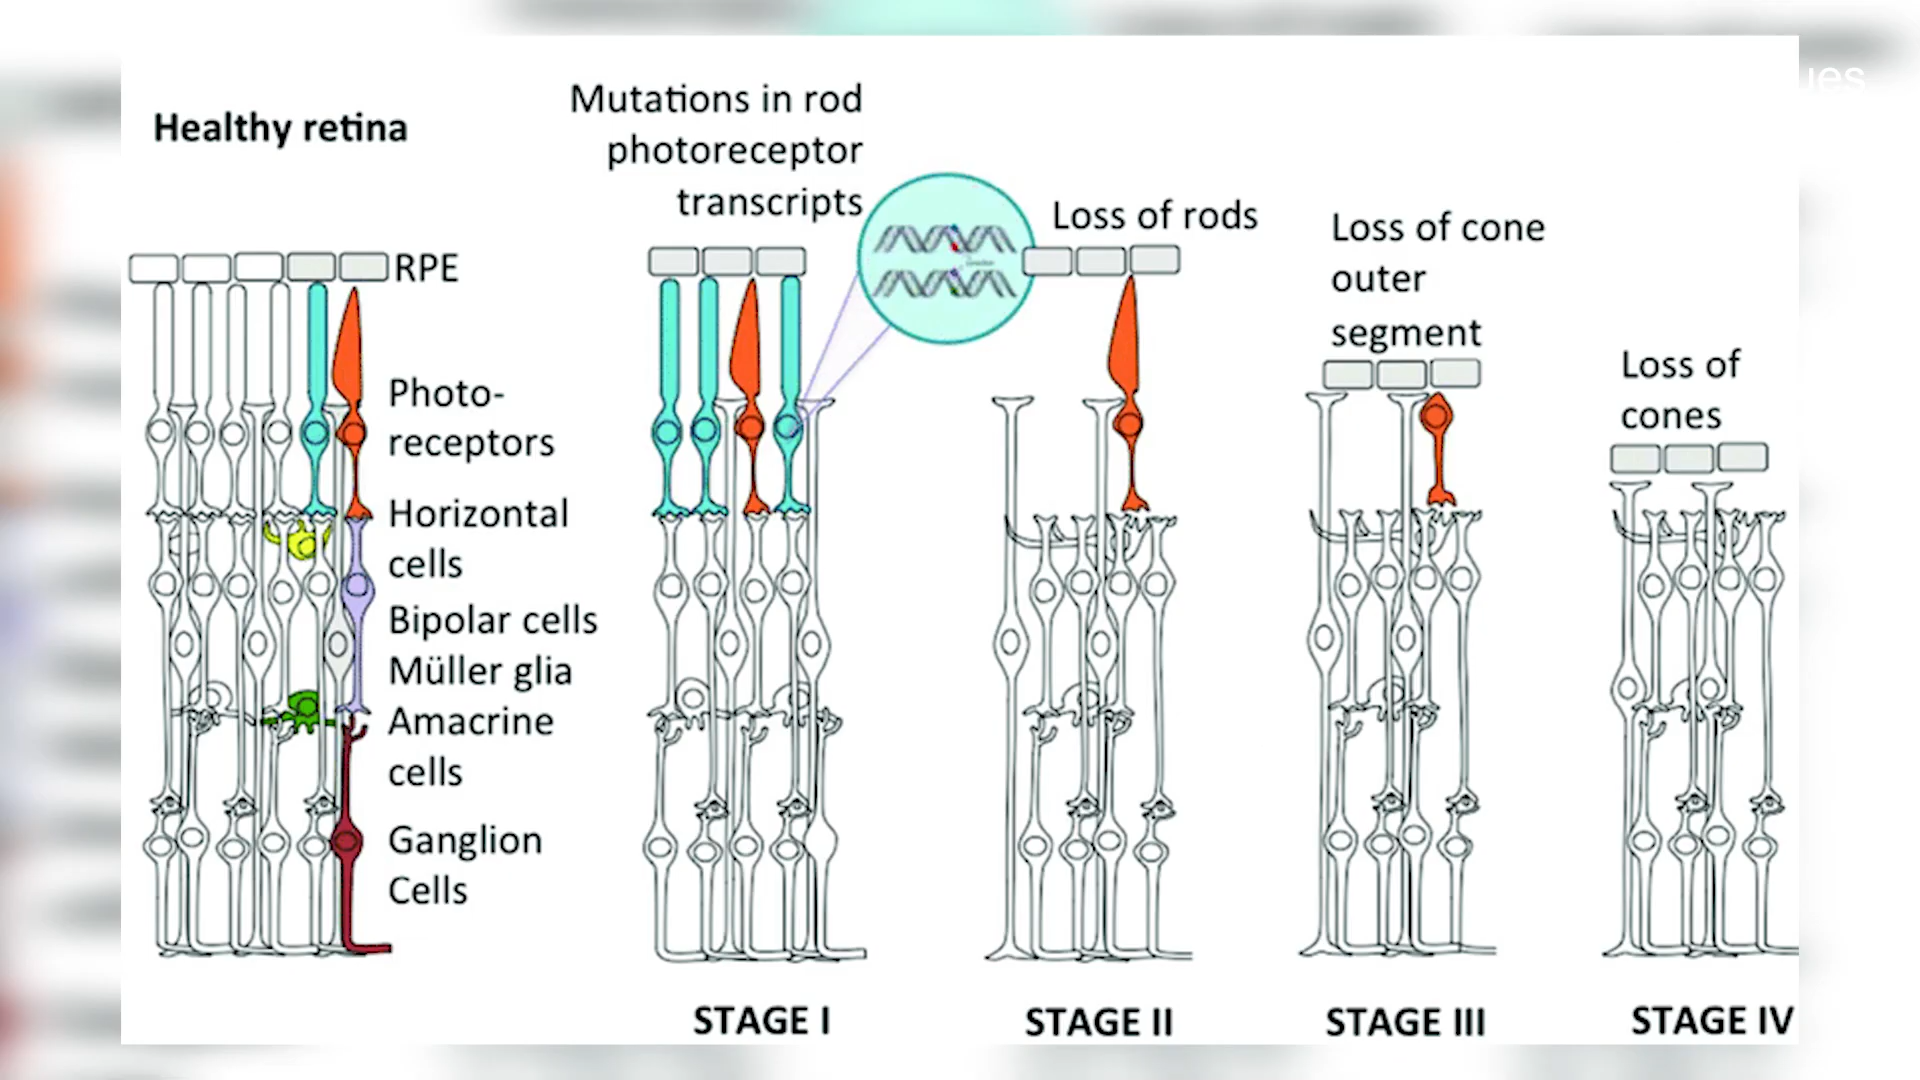 Healthy retina
RPE
Photo-
receptors
Horizontal
cells
Bipolar cells
Müller glia
Amacrine
cells
Ganglion
Cells
Mutations in rod
photoreceptor
transcripts
STAGE I
Loss of rods
STAGE II
Loss of cone
outer
segment
STAGE III
Loss of
cones
STAGE IV